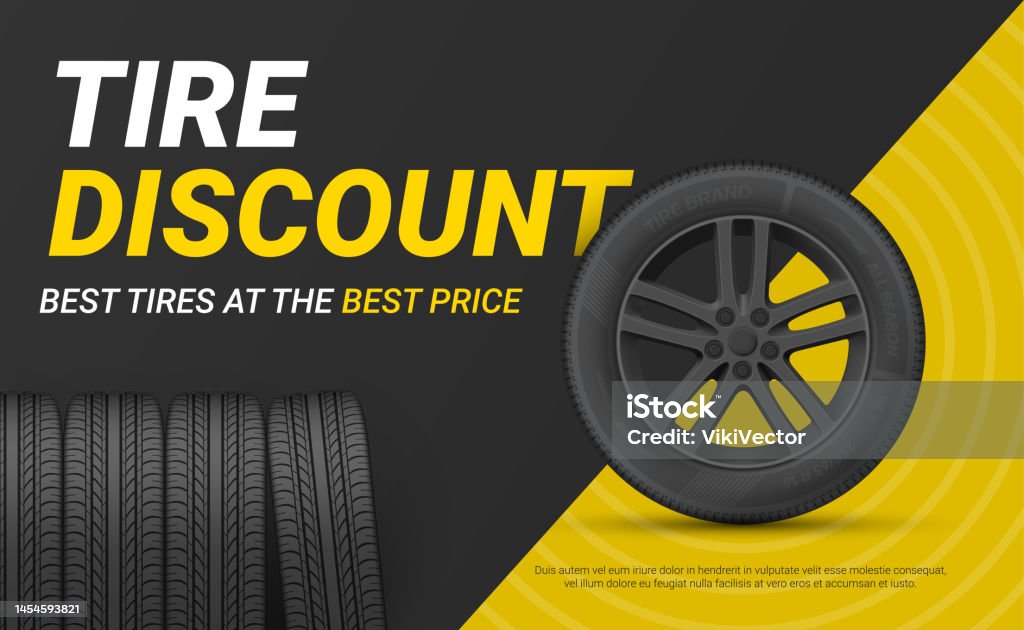 TIRE
DISCOUNT
BEST TIRES AT THE BEST PRICE
TIRE BRAND
ALL SEASON
iStock™
Credit: VikiVector
Duis autem vel eum iriure dolor in hendrerit in vulputate velit esse molestie consequat,
vel illum dolore eu feugiat nulla facilisis at vero eros et accumsan et iusto.
1454593821